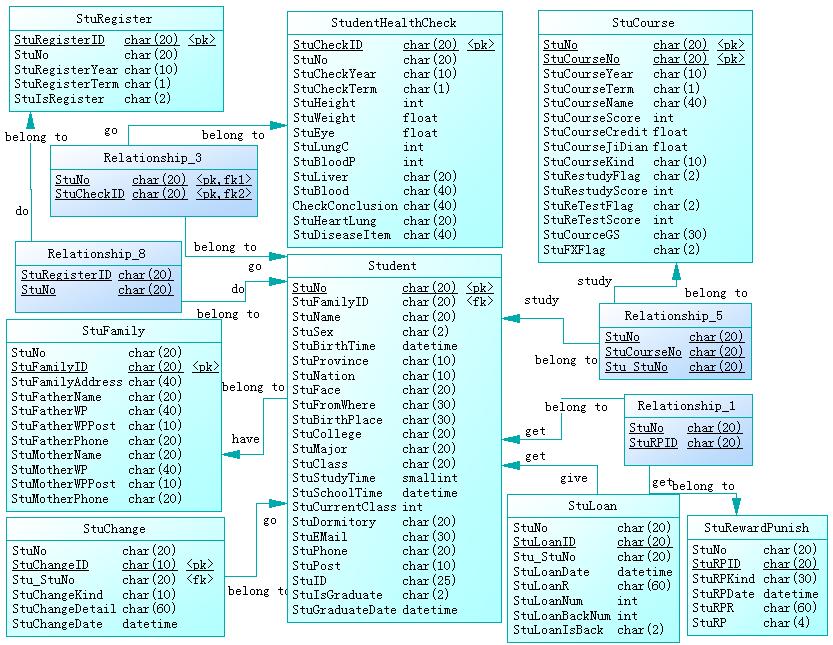 StuRegister
StuRegisterID char(20) <pk>
StuNo char(20)
StuRegisterYear char(10)
StuRegisterTerm char(1)
StuIsRegister char(2)
StudentHealthCheck
StuCheckID char(20) <pk>
StuNo char(20)
StuCheckYear char(10)
StuCheckTerm char(1)
StuHeight int
StuWeight float
StuEye float
StuLungC int
StuBloodP int
StuLiver char(20)
StuBlood char(40)
CheckConclusion char(40)
StuHeartLung char(20)
StuDiseaseItem char(40)
StuCourse
StuNo char(20) <pk>
StuCourseNo char(20) <pk>
StuCourseYear char(10)
StuCourseTerm char(1)
StuCourseName char(40)
StuCourseScore int
StuCourseCredit float
StuCourseJiDian float
StuCourseKind char(10)
StuRestudyFlag char(2)
StuRestudyScore int
StuReTestFlag char(2)
StuReTestScore int
StuCourceGS char(30)
StuFXFlag char(2)
belong to
go
belong to
Relationship_3
StuNo char(20) <pk,fk1>
StuCheckID char(20) <pk,fk2>
do
belong to
go
Relationship_8
StuRegisterID char(20)
StuNo char(20)
do
belong to
Student
StuNo char(20) <pk>
StuFamilyID char(20) <fk>
StuName char(20)
StuSex char(2)
StuBirthTime datetime
StuProvince char(10)
StuNation char(10)
StuFace char(20)
StuFromWhere char(30)
StuBirthPlace char(30)
StuCollege char(20)
StuMajor char(20)
StuClass char(20)
StuStudyTime smallint
StuSchoolTime datetime
StuCurrentClass int
StuDormitory char(20)
StuEMail char(30)
StuPhone char(20)
StuPost char(10)
StuID char(25)
StuIsGraduate char(2)
StuGraduateDate datetime
study
belong to
study
belong to
Relationship_5
StuNo char(20)
StuCourseNo char(20)
Stu_StuNo char(20)
StuFamily
StuNo char(20)
StuFamilyID char(20) <pk>
StuFamilyAddress char(40)
StuFatherName char(20)
StuFatherWP char(40)
StuFatherWPPost char(10)
StuFatherPhone char(20)
StuMotherName char(20)
StuMotherWP char(40)
StuMotherWPPost char(10)
StuMotherPhone char(20)
belong to
have
belong to
get
Relationship_1
StuNo char(20)
StuRPID char(20)
get
give
get
belong to
StuChange
StuNo char(20)
StuChangeID char(10) <pk>
Stu_StuNo char(20) <fk>
StuChangeKind char(10)
StuChangeDetail char(60)
StuChangeDate datetime
go
belong to
StuLoan
StuNo char(20)
StuLoanID char(20)
Stu_StuNo char(20)
StuLoanDate datetime
StuLoanR char(60)
StuLoanNum int
StuLoanBackNum int
StuLoanIsBack char(2)
StuRewardPunish
StuNo char(20)
StuRPID char(20)
StuRPKind char(30)
StuRPDate datetime
StuRPR char(60)
StuRP char(4)